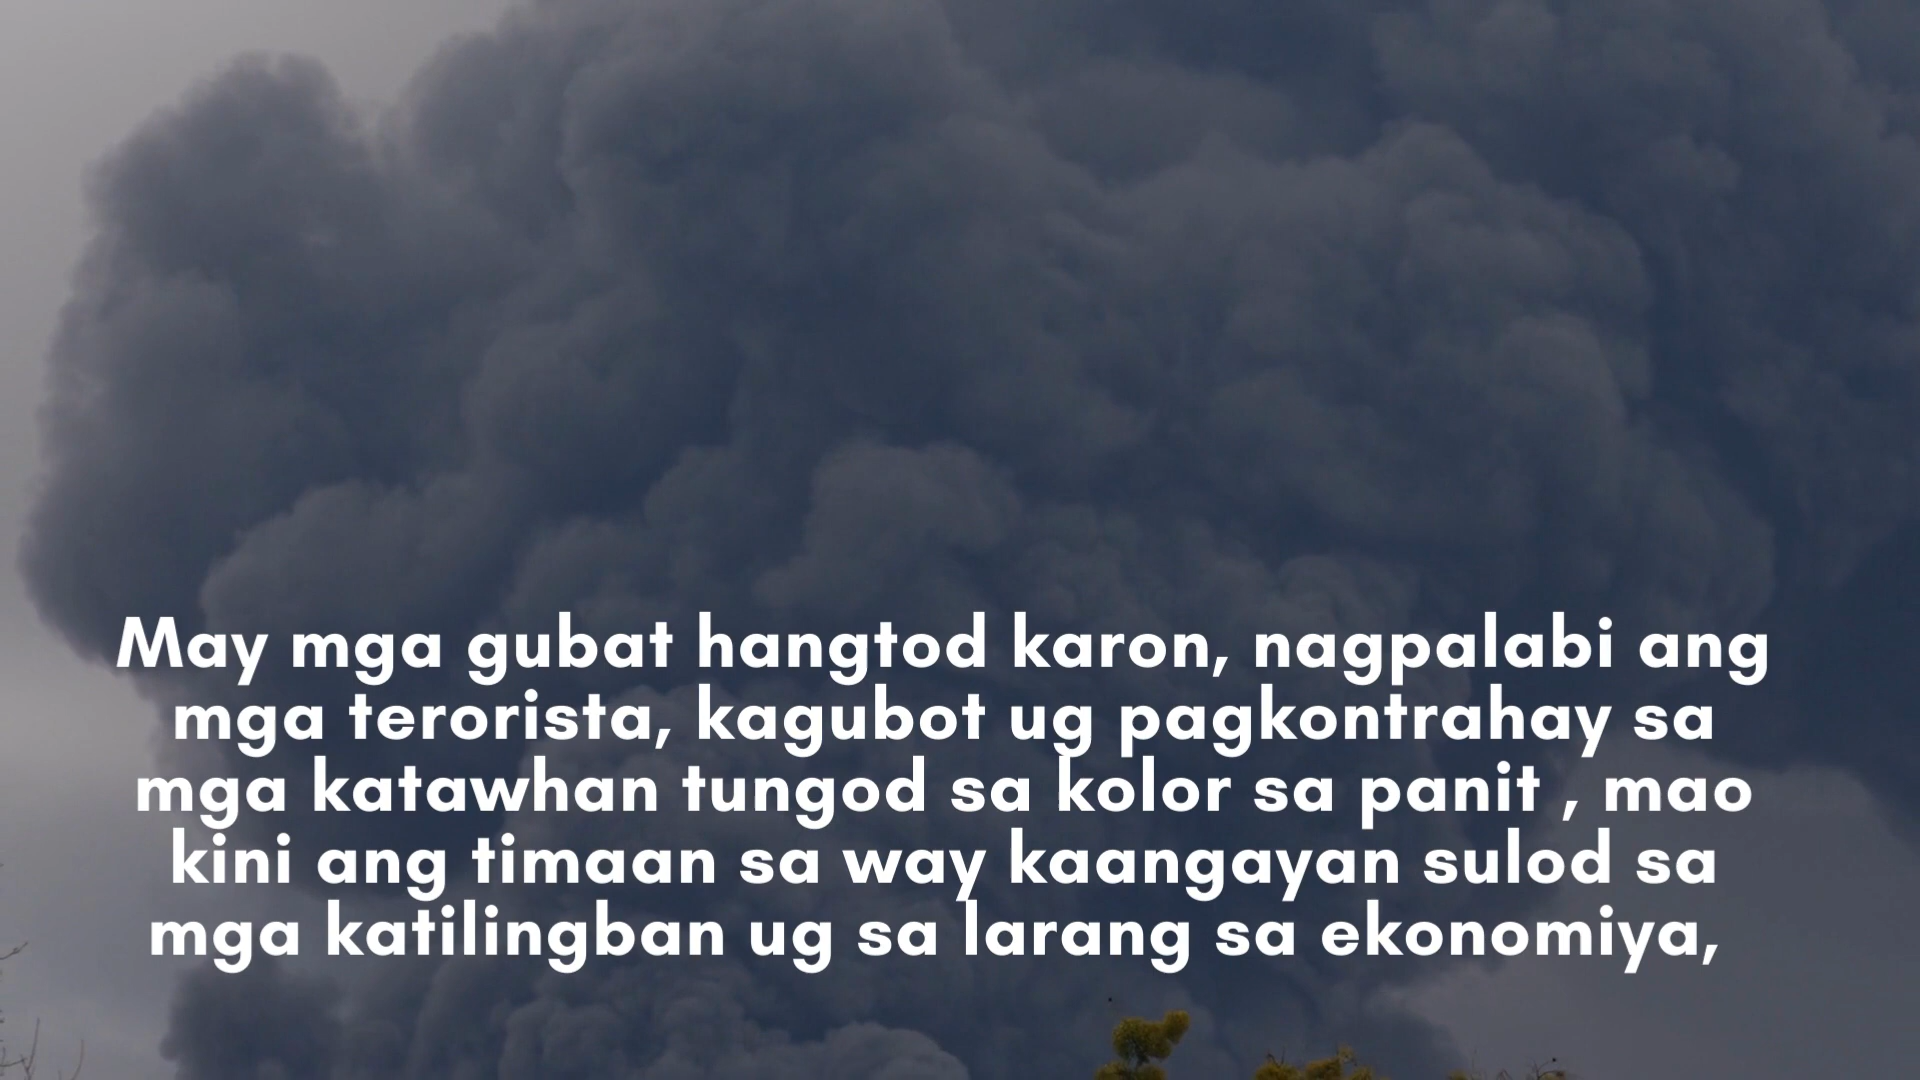 May mga gubat hangtod karon, nagpalabi ang
mga terorista, kagubot ug pagkontrahay sa
mga katawhan tungod sa kolor sa panit , mao
kini ang timaan sa way kaangayan sulod sa
mga katilingban ug sa larang sa ekonomiya,